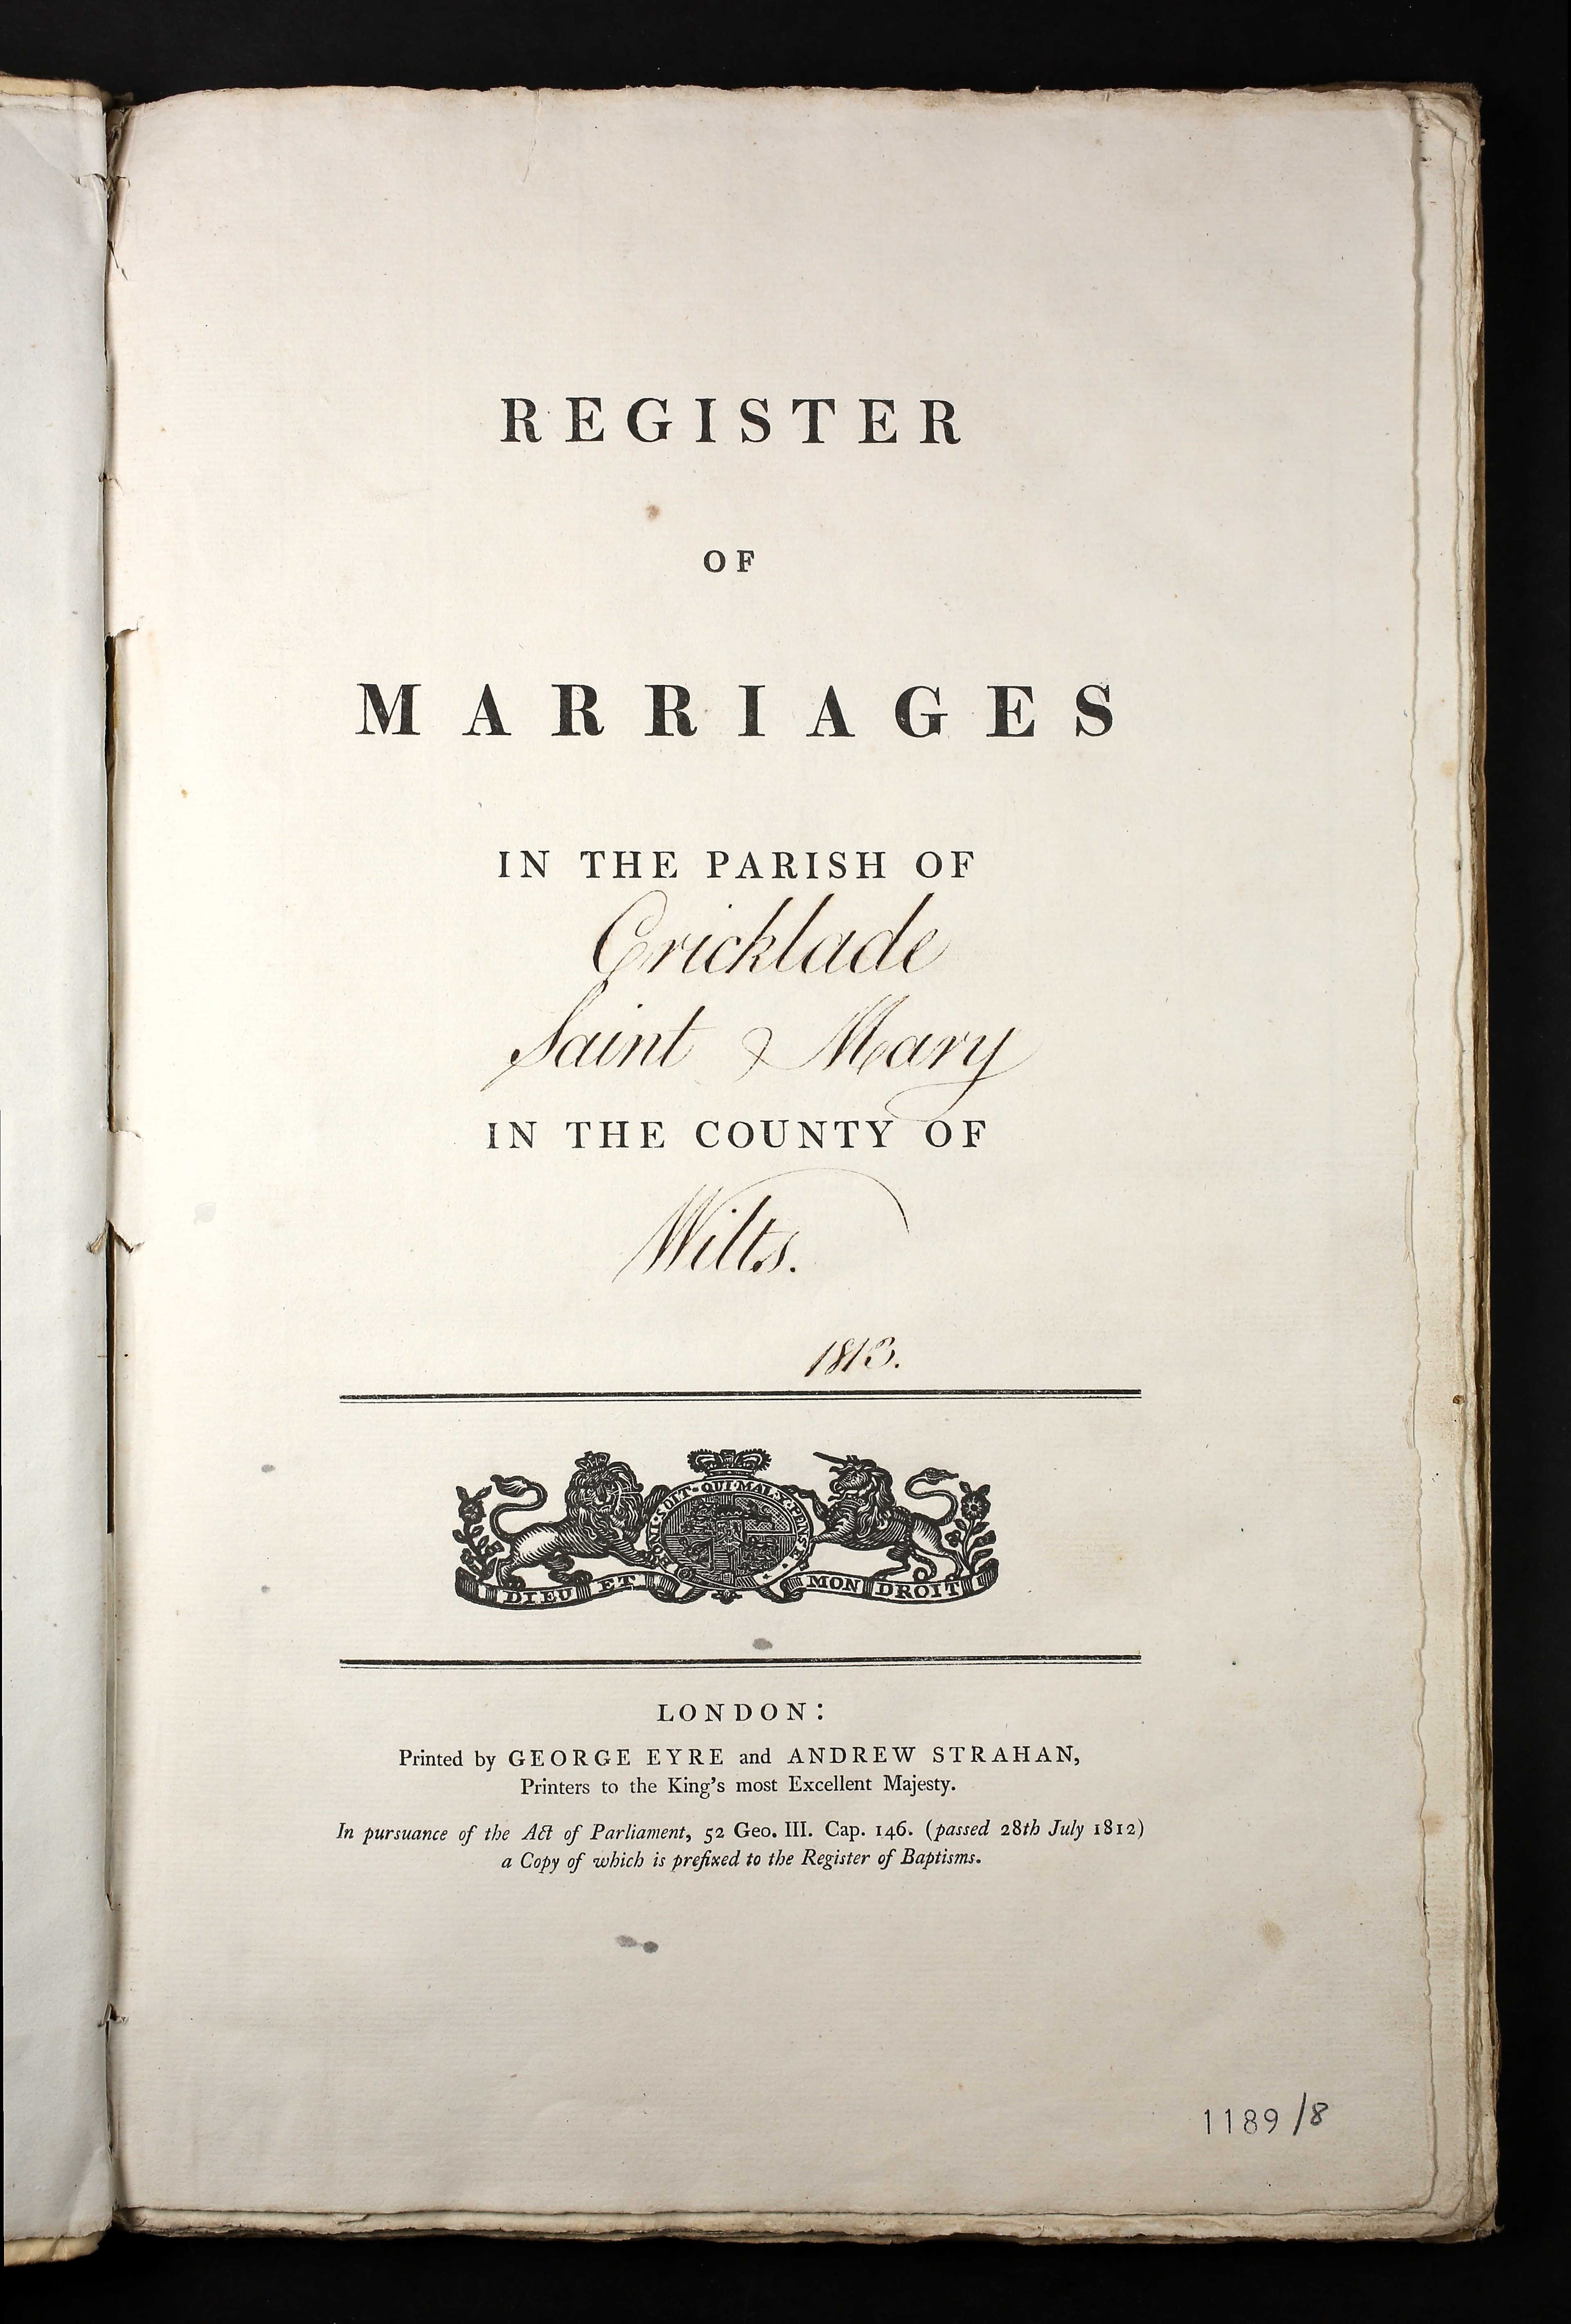 REGISTER
OF
MARRIAGES
IN THE PARISH OF
Cricklade
Saint Mary
IN THE COUNTY OF
Wilts.
1813.
HONI·SOIT·QUI·MAL·Y·PENSE·
DIEU ET MON DROIT
LONDON:
Printed by GEORGE EYRE and ANDREW STRAHAN,
Printers to the King's most Excellent Majesty.
In pursuance of the Act of Parliament, 52 Geo. III. Cap. 146. (passed 28th July 1812)
a Copy of which is prefixed to the Register of Baptisms.
1189/8